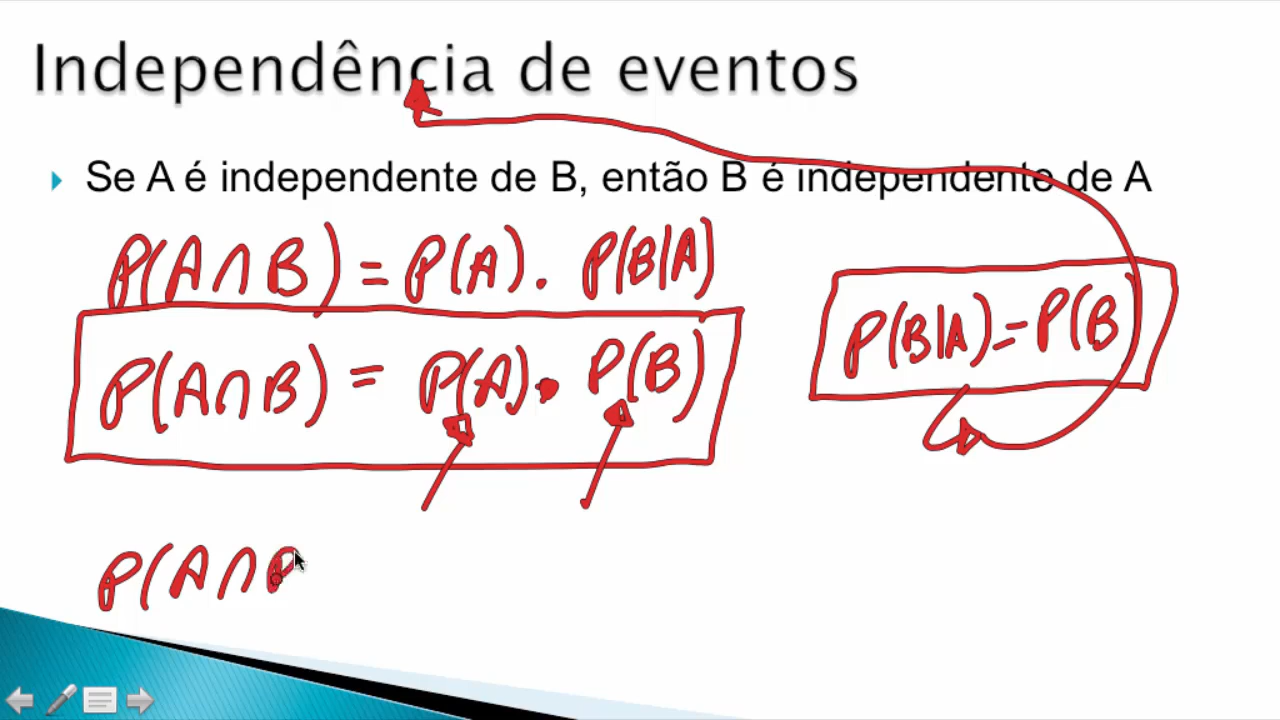 Independência de eventos
Se A é independente de B, então B é independente de A
P(A∩B) = P(A). P(B|A)
P(B|A)=P(B)
P(A∩B) = P(A)•P(B)
P(A∩